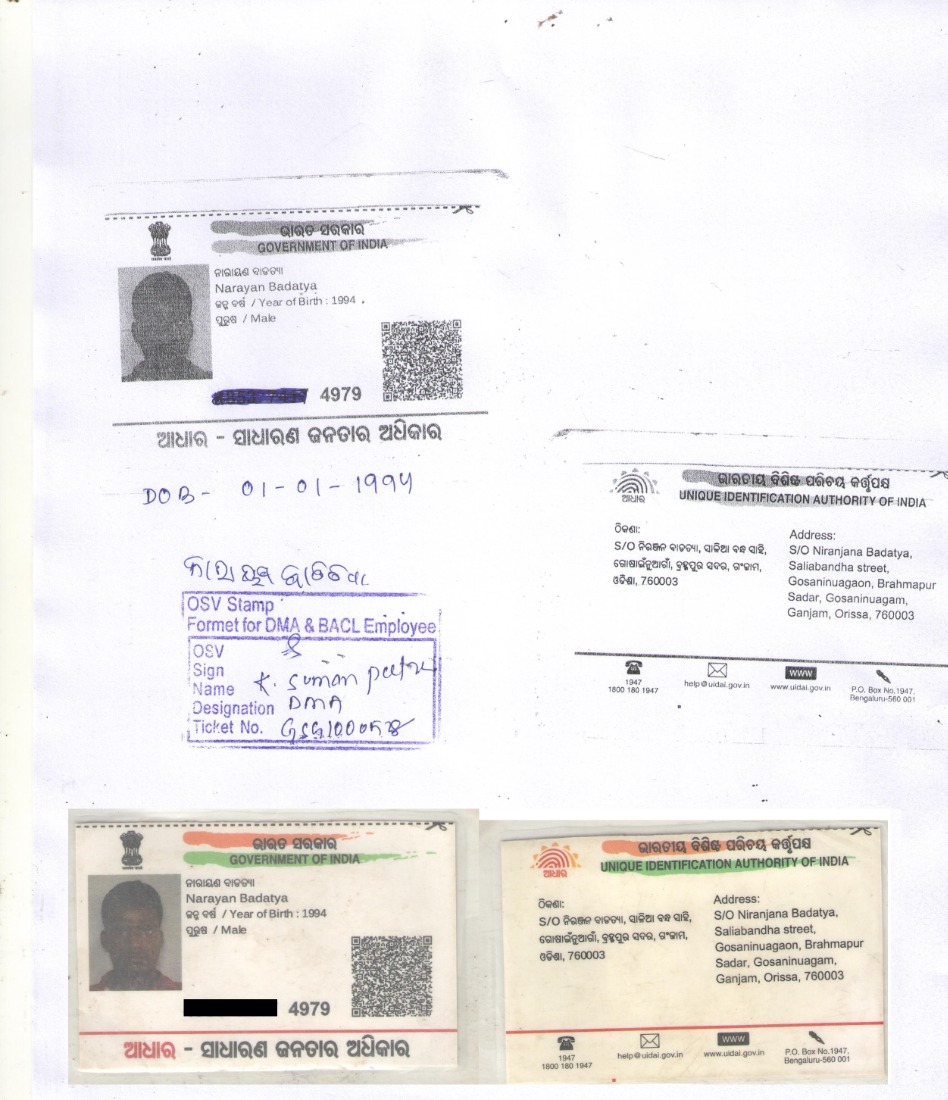 ଭାରତ ସରକାର
GOVERNMENT OF INDIA
ନାରାୟଣ ବାଡତ୍ୟା
Narayan Badatya
ଜନ୍ମ ବର୍ଷ / Year of Birth : 1994
ପୁରୁଷ / Male
4979
ଆଧାର - ସାଧାରଣ ଜନତାର ଅଧିକାର
DOB - 01-01-1994
OSV Stamp
Formet for DMA & BACL Employee
OSV
Sign
Name K. Suman
Designation DMA
Ticket No.
ଭାରତୀୟ ବିଶିଷ୍ଟ ପରିଚୟ କର୍ତ୍ତୃପକ୍ଷ
UNIQUE IDENTIFICATION AUTHORITY OF INDIA
ଆଧାର
ଠିକଣା:
S/O ନିରଞ୍ଜନ ବାଡତ୍ୟା, ସାଳିଆ ବନ୍ଧ ସାହି,
ଗୋଷାଇଁନୁଆଗାଁ, ବ୍ରହ୍ମପୁର ସଦର, ଗଂଜାମ,
ଓଡିଶା, 760003
Address:
S/O Niranjana Badatya,
Saliabandha street,
Gosaninuagaon, Brahmapur
Sadar, Gosaninuagam,
Ganjam, Orissa, 760003
1947
1800 180 1947
help@uidai.gov.in
www
www.uidai.gov.in
P.O. Box No.1947,
Bengaluru-560 001
ଭାରତ ସରକାର
GOVERNMENT OF INDIA
ନାରାୟଣ ବାଡତ୍ୟା
Narayan Badatya
ଜନ୍ମ ବର୍ଷ / Year of Birth : 1994
ପୁରୁଷ / Male
4979
ଆଧାର - ସାଧାରଣ ଜନତାର ଅଧିକାର
ଭାରତୀୟ ବିଶିଷ୍ଟ ପରିଚୟ କର୍ତ୍ତୃପକ୍ଷ
UNIQUE IDENTIFICATION AUTHORITY OF INDIA
ଆଧାର
ଠିକଣା:
S/O ନିରଞ୍ଜନ ବାଡତ୍ୟା, ସାଳିଆ ବନ୍ଧ ସାହି,
ଗୋଷାଇଁନୁଆଗାଁ, ବ୍ରହ୍ମପୁର ସଦର, ଗଂଜାମ,
ଓଡିଶା, 760003
Address:
S/O Niranjana Badatya,
Saliabandha street,
Gosaninuagaon, Brahmapur
Sadar, Gosaninuagam,
Ganjam, Orissa, 760003
1947
1800 180 1947
help@uidai.gov.in
www
www.uidai.gov.in
P.O. Box No.1947,
Bengaluru-560 001